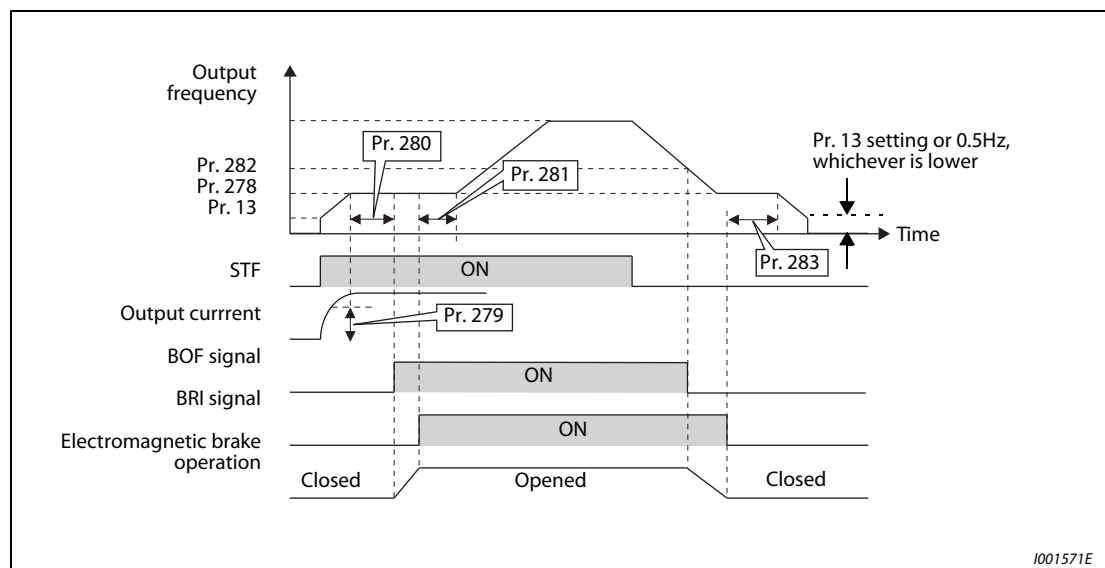 Output
frequency
Pr. 280
Pr. 13 setting or 0.5Hz,
whichever is lower
Pr. 282
Pr. 281
Pr. 278
Pr. 13
Time
Pr. 283
STF
ON
Output currrent
Pr. 279
BOF signal
ON
BRI signal
ON
Electromagnetic brake
operation
Closed
Opened
Closed
I001571E